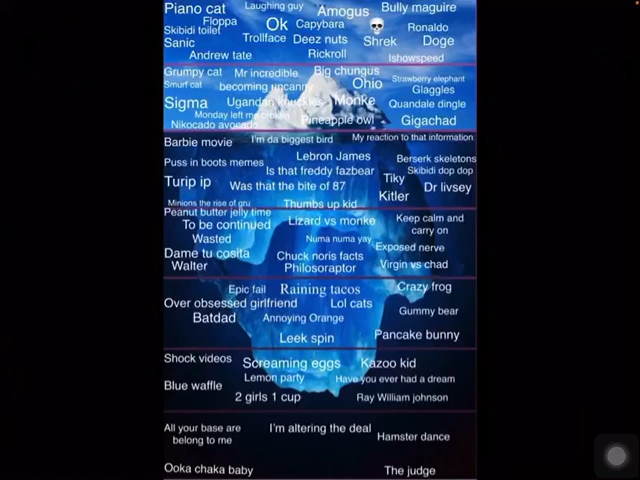 Piano cat
Laughing guy
Amogus
Bully maguire
Floppa
Ok
Capybara
Ronaldo
Skibidi toilet
Trollface
Deez nuts
Shrek
Doge
Sanic
Andrew tate
Rickroll
Ishowspeed
Grumpy cat
Mr incredible
becoming uncanny
Big chungus
Ohio
Strawberry elephant
Smurf cat
Glaggles
Sigma
Ugandan knuckles
Monke
Quandale dingle
Monday left me broken
Pineapple owl
Gigachad
Nikocado avocado
Barbie movie
I'm da biggest bird
My reaction to that information
Puss in boots memes
Lebron James
Berserk skeletons
Is that freddy fazbear
Skibidi dop dop
Turip ip
Was that the bite of 87
Tiky
Dr livsey
Kitler
Minions the rise of gru
Thumbs up kid
Peanut butter jelly time
To be continued
Lizard vs monke
Keep calm and
carry on
Wasted
Numa numa yay
Exposed nerve
Dame tu cosita
Chuck noris facts
Walter
Philosoraptor
Virgin vs chad
Epic fail
Raining tacos
Crazy frog
Over obsessed girlfriend
Lol cats
Batdad
Annoying Orange
Gummy bear
Leek spin
Pancake bunny
Shock videos
Screaming eggs
Kazoo kid
Blue waffle
Lemon party
Have you ever had a dream
2 girls 1 cup
Ray William johnson
All your base are
belong to me
I'm altering the deal
Hamster dance
Ooka chaka baby
The judge